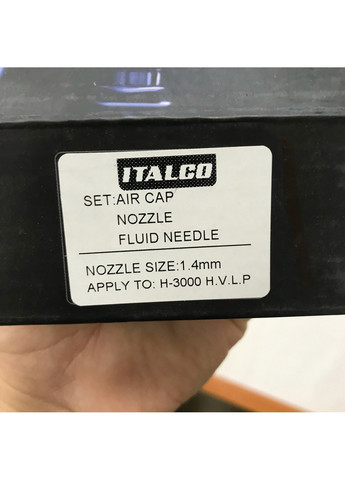 ITALCO
SET:AIR CAP
NOZZLE
FLUID NEEDLE
NOZZLE SIZE:1.4mm
APPLY TO: H-3000 H.V.L.P